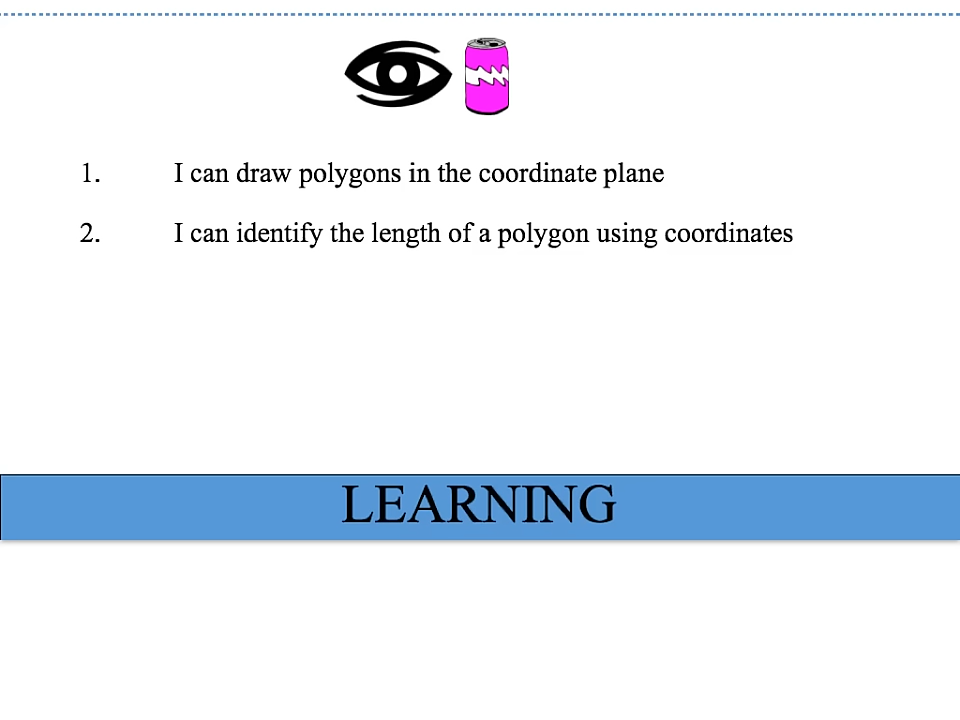 1. I can draw polygons in the coordinate plane
2. I can identify the length of a polygon using coordinates
LEARNING